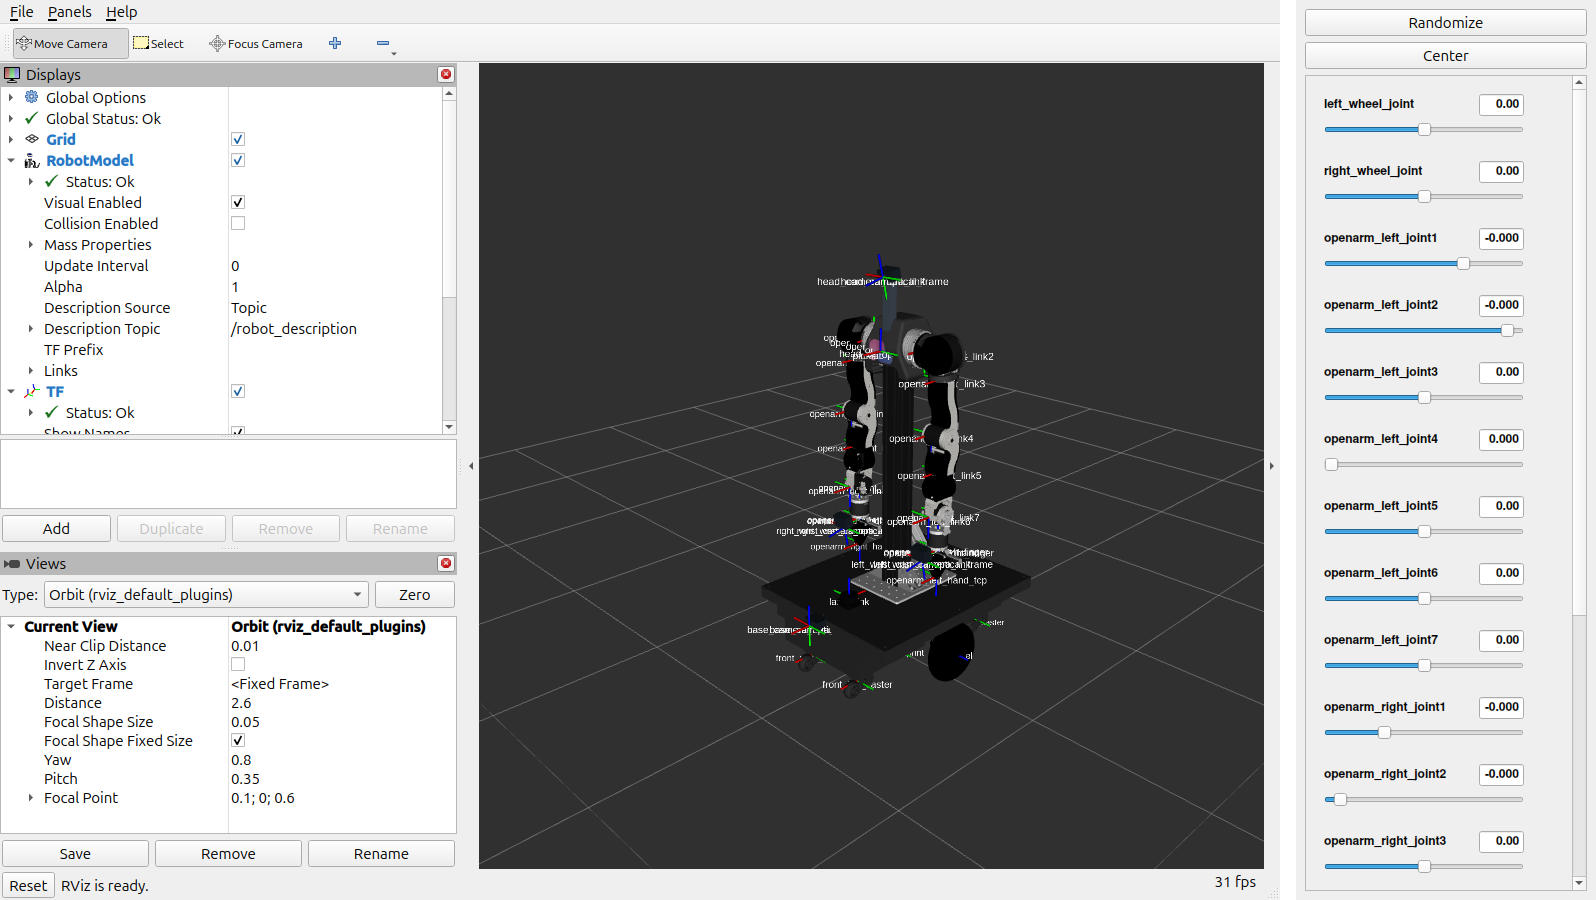 File Panels Help
Move Camera Select Focus Camera
Displays
Global Options
Global Status: Ok
Grid
RobotModel
Status: Ok
Visual Enabled
Collision Enabled
Mass Properties
Update Interval 0
Alpha 1
Description Source Topic
Description Topic /robot_description
TF Prefix
Links
TF
Status: Ok
Show Names
Add Duplicate Remove Rename
Views
Type: Orbit (rviz_default_plugins) Zero
Current View Orbit (rviz_default_plugins)
Near Clip Distance 0.01
Invert Z Axis
Target Frame <Fixed Frame>
Distance 2.6
Focal Shape Size 0.05
Focal Shape Fixed Size
Yaw 0.8
Pitch 0.35
Focal Point 0.1; 0; 0.6
Save Remove Rename
Reset RViz is ready.
31 fps
Randomize
Center
left_wheel_joint 0.00
right_wheel_joint 0.00
openarm_left_joint1 -0.000
openarm_left_joint2 -0.000
openarm_left_joint3 0.00
openarm_left_joint4 0.000
openarm_left_joint5 0.00
openarm_left_joint6 0.00
openarm_left_joint7 0.00
openarm_right_joint1 -0.000
openarm_right_joint2 -0.000
openarm_right_joint3 0.00